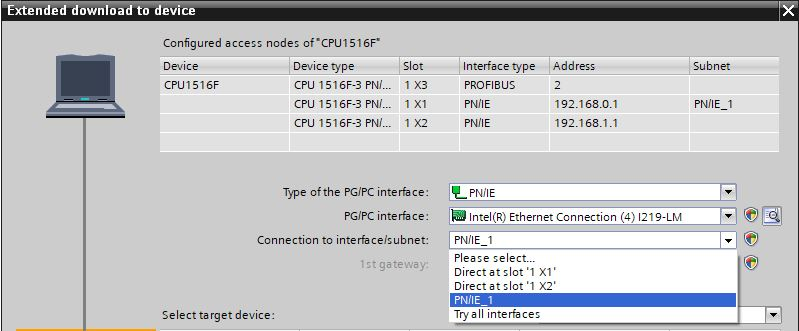 Extended download to device
Configured access nodes of "CPU1516F"
Device Device type Slot Interface type Address Subnet
CPU1516F CPU 1516F-3 PN/... 1 X3 PROFIBUS 2
CPU 1516F-3 PN/... 1 X1 PN/IE 192.168.0.1 PN/IE_1
CPU 1516F-3 PN/... 1 X2 PN/IE 192.168.1.1
Type of the PG/PC interface: PN/IE
PG/PC interface: Intel(R) Ethernet Connection (4) I219-LM
Connection to interface/subnet: PN/IE_1
Please select...
1st gateway: Direct at slot '1 X1'
Direct at slot '1 X2'
PN/IE_1
Select target device: Try all interfaces